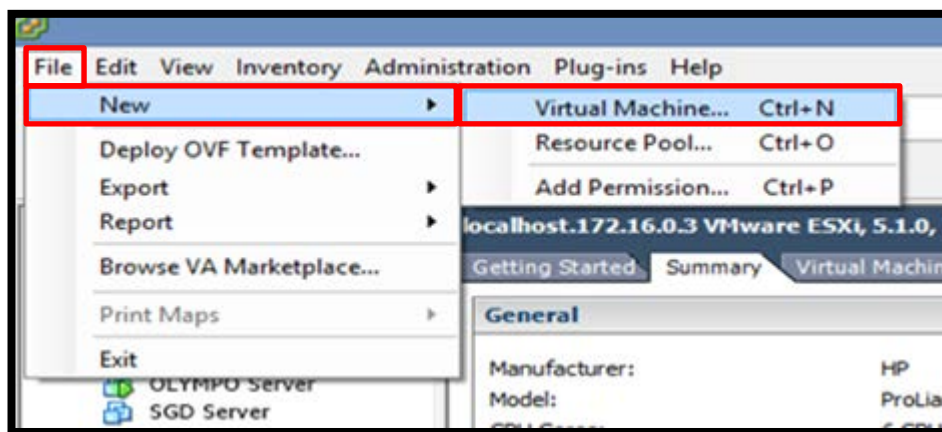 File Edit View Inventory Administration Plug-ins Help
New
Virtual Machine... Ctrl+N
Deploy OVF Template...
Resource Pool... Ctrl+O
Export
Add Permission... Ctrl+P
Report
localhost.172.16.0.3 VMware ESXi, 5.1.0,
Browse VA Marketplace...
Getting Started Summary Virtual Machin
Print Maps
General
Exit
Manufacturer: HP
OLYMPO Server
Model: ProLia
SGD Server